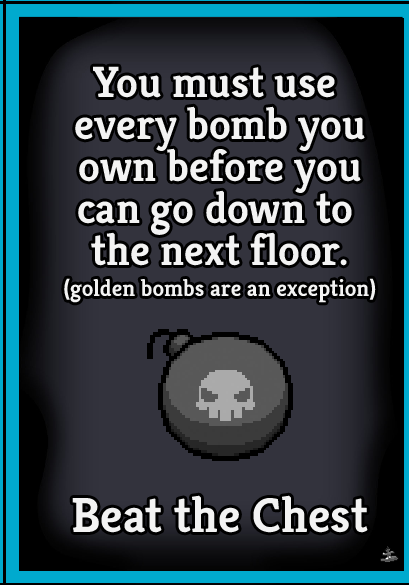 You must use
every bomb you
own before you
can go down to
the next floor.
(golden bombs are an exception)
Beat the Chest